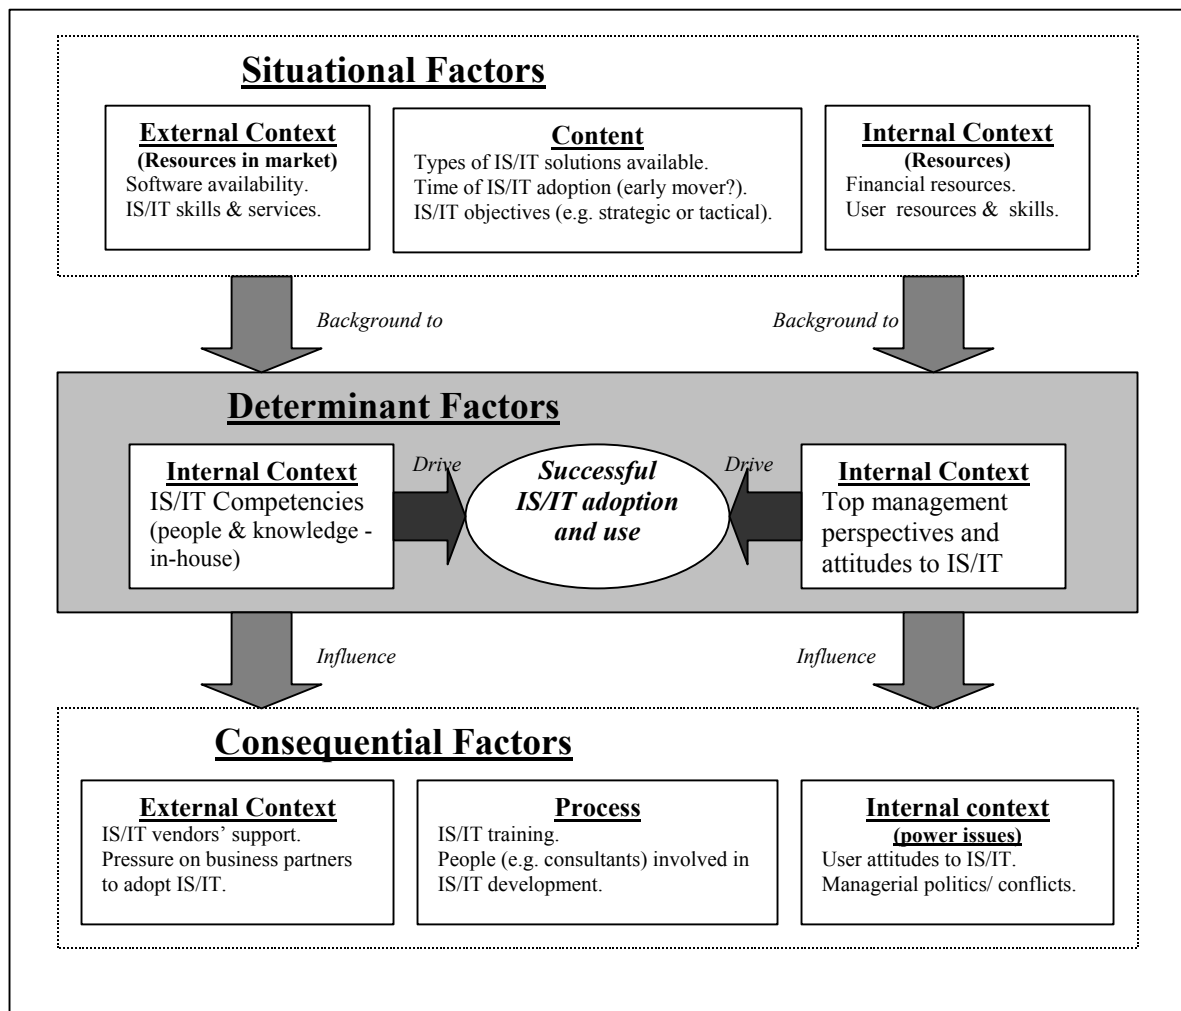 Situational Factors
External Context
(Resources in market)
Software availability.
IS/IT skills & services.
Content
Types of IS/IT solutions available.
Time of IS/IT adoption (early mover?).
IS/IT objectives (e.g. strategic or tactical).
Internal Context
(Resources)
Financial resources.
User resources & skills.
Background to
Background to
Determinant Factors
Internal Context
IS/IT Competencies
(people & knowledge -
in-house)
Drive
Successful
IS/IT adoption
and use
Drive
Internal Context
Top management
perspectives and
attitudes to IS/IT
Influence
Influence
Consequential Factors
External Context
IS/IT vendors’ support.
Pressure on business partners
to adopt IS/IT.
Process
IS/IT training.
People (e.g. consultants) involved in
IS/IT development.
Internal context
(power issues)
User attitudes to IS/IT.
Managerial politics/ conflicts.